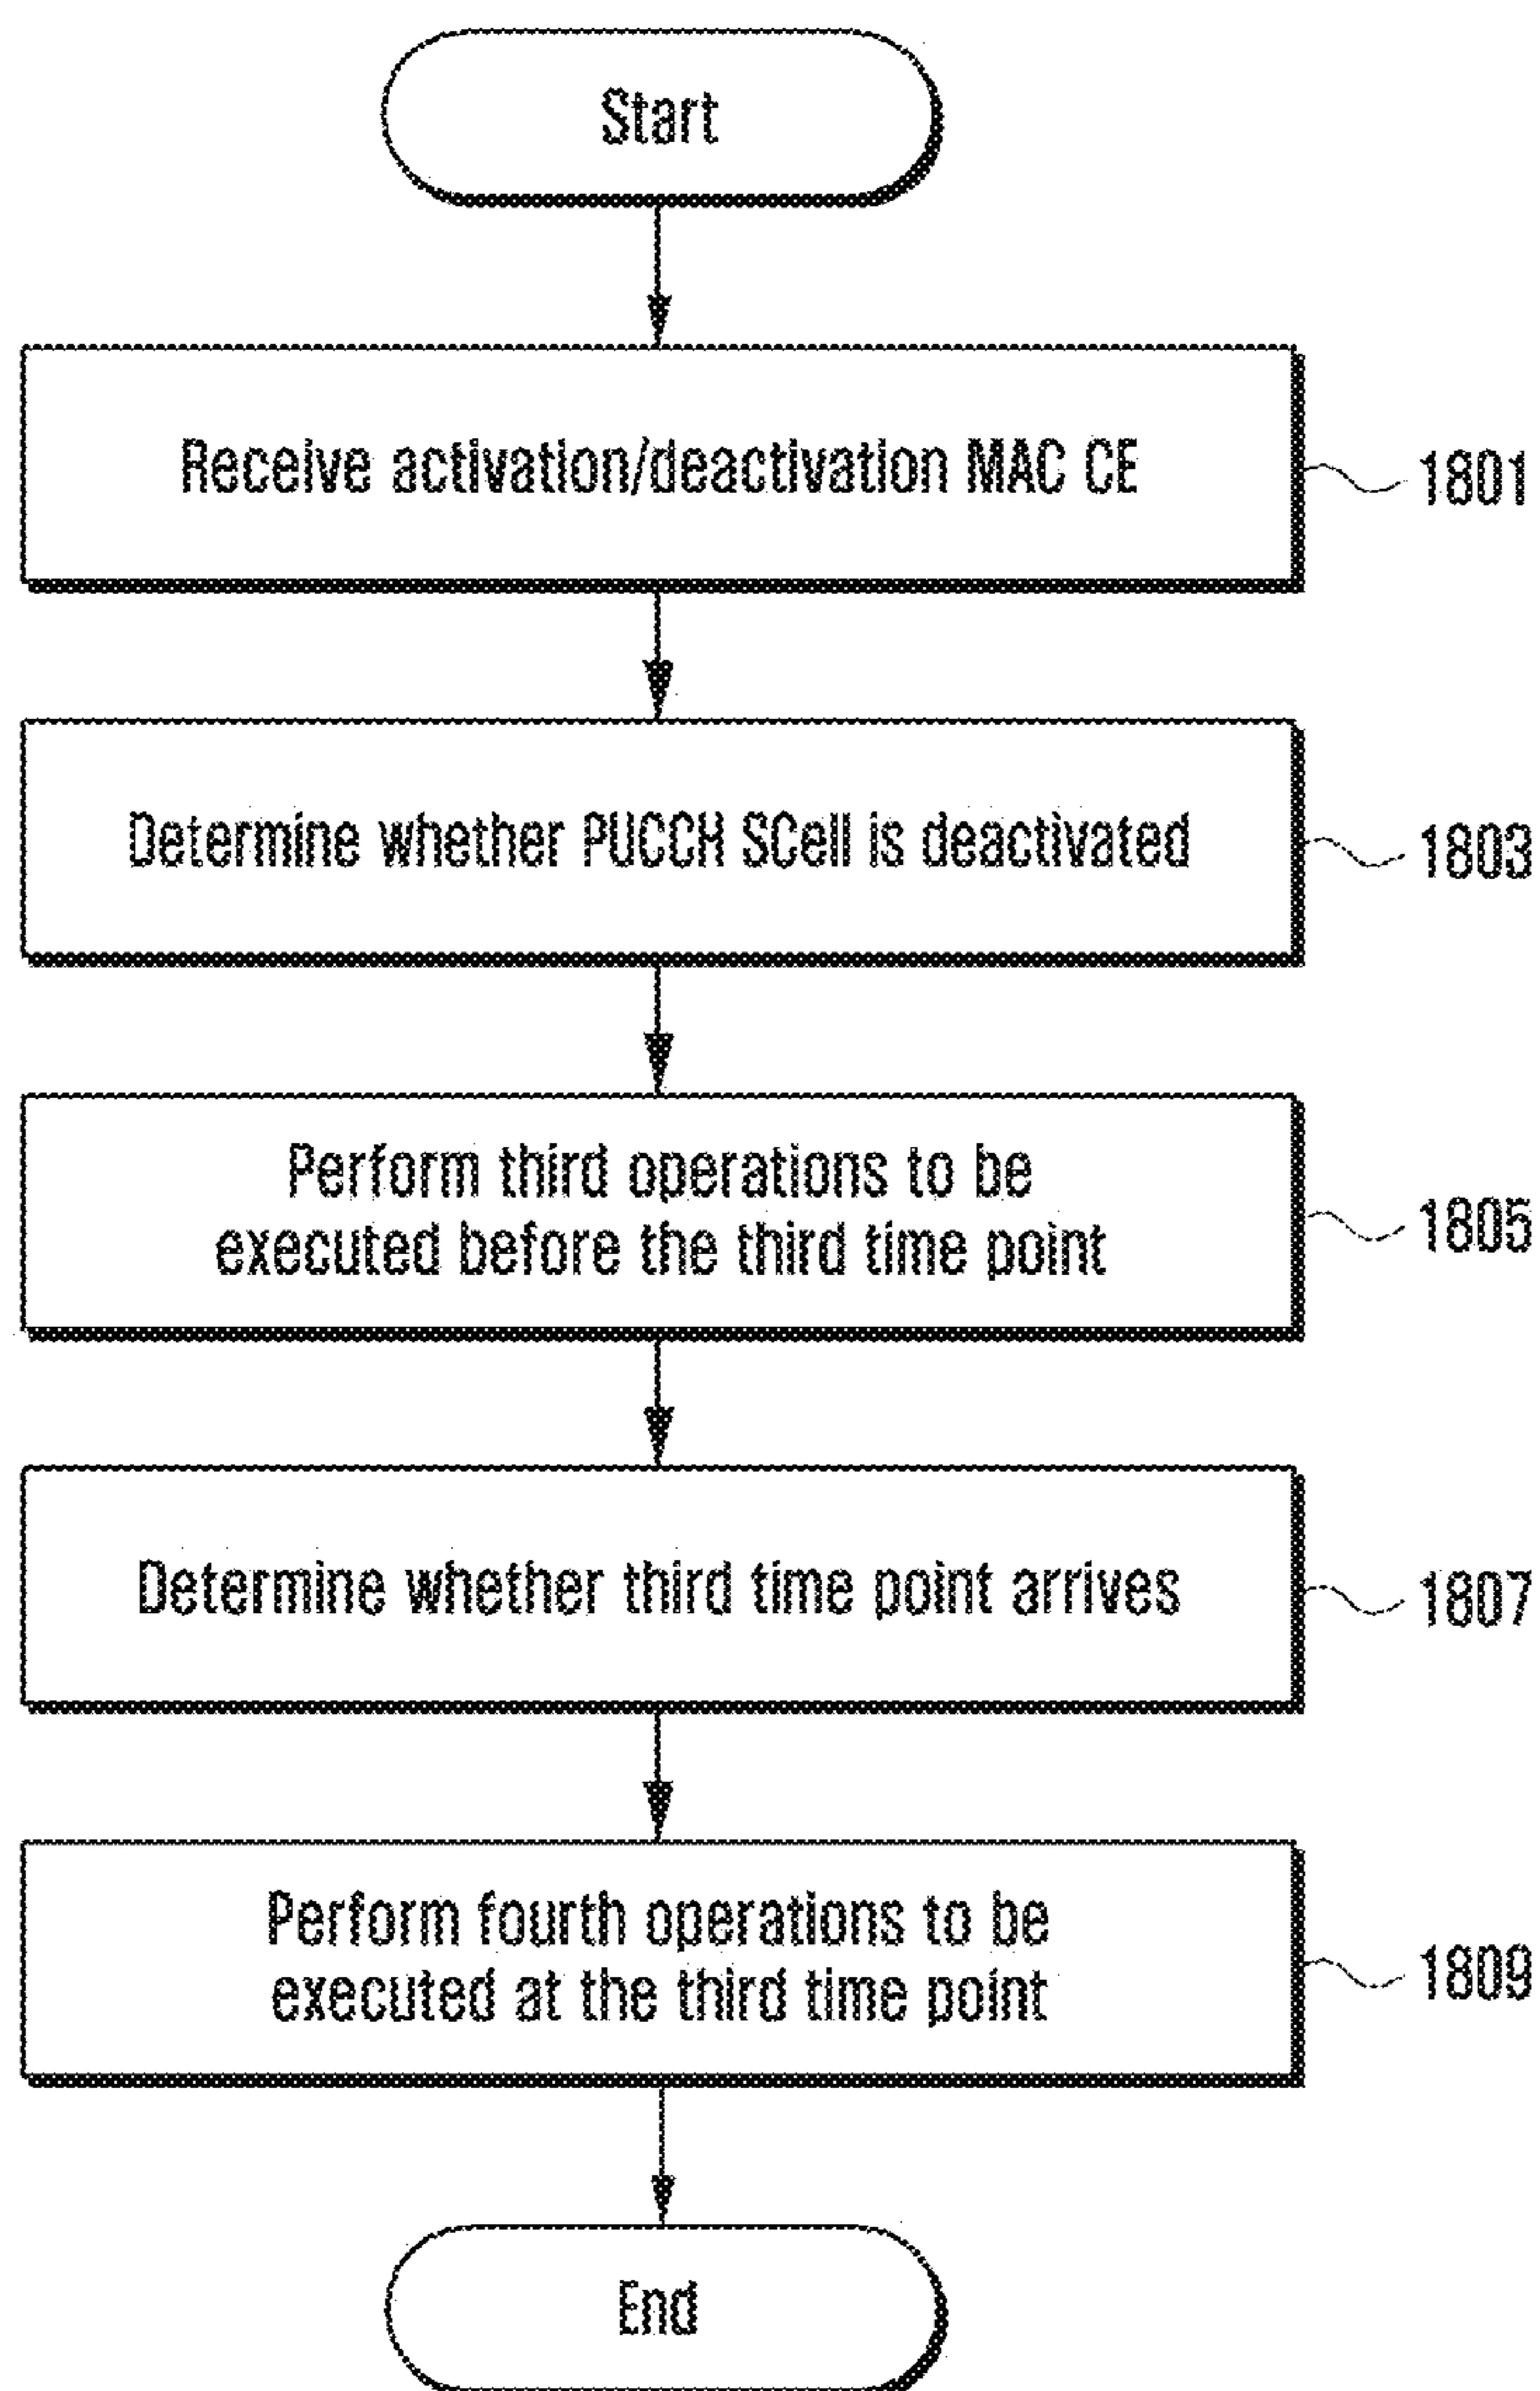 Start
Receive activation/deactivation MAC CE
1801
Determine whether PUCCH SCell is deactivated
1803
Perform third operations to be
executed before the third time point
1805
Determine whether third time point arrives
1807
Perform fourth operations to be
executed at the third time point
1809
End